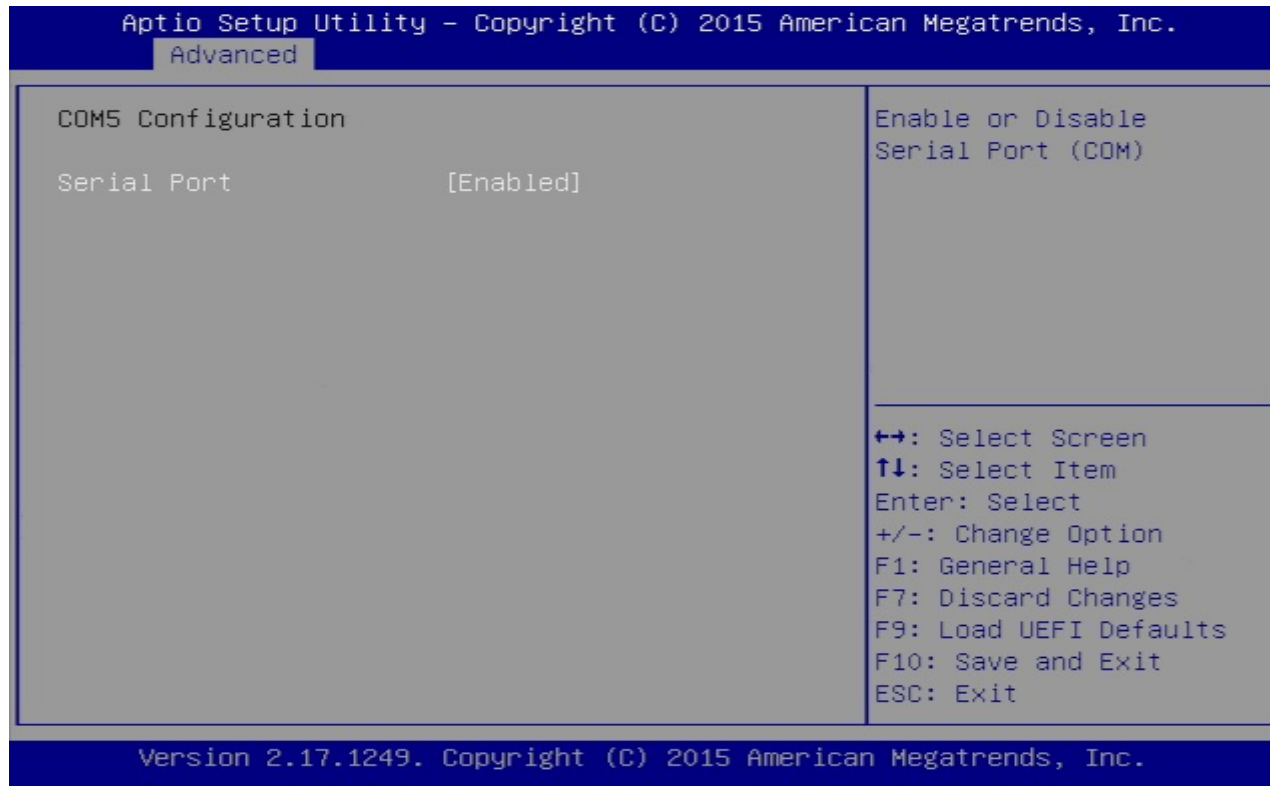 Aptio Setup Utility – Copyright (C) 2015 American Megatrends, Inc.
Advanced
COM5 Configuration
Serial Port [Enabled]
Enable or Disable
Serial Port (COM)
←→: Select Screen
↑↓: Select Item
Enter: Select
+/-: Change Option
F1: General Help
F7: Discard Changes
F9: Load UEFI Defaults
F10: Save and Exit
ESC: Exit
Version 2.17.1249. Copyright (C) 2015 American Megatrends, Inc.